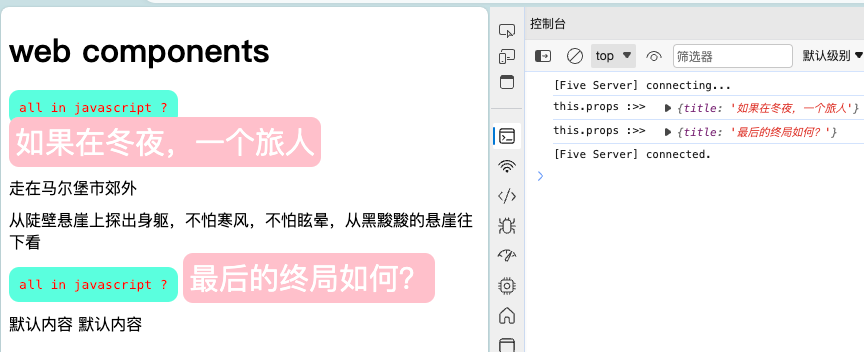 web components
all in javascript ?
如果在冬夜，一个旅人
走在马尔堡市郊外
从陡壁悬崖上探出身躯，不怕寒风，不怕眩晕，从黑黢黢的悬崖往
下看
all in javascript ? 最后的终局如何？
默认内容 默认内容
控制台
top ▼ 筛选器 默认级别 ▼
[Five Server] connecting...
this.props :>> ▶ {title: '如果在冬夜，一个旅人'}
this.props :>> ▶ {title: '最后的终局如何？'}
[Five Server] connected.
>